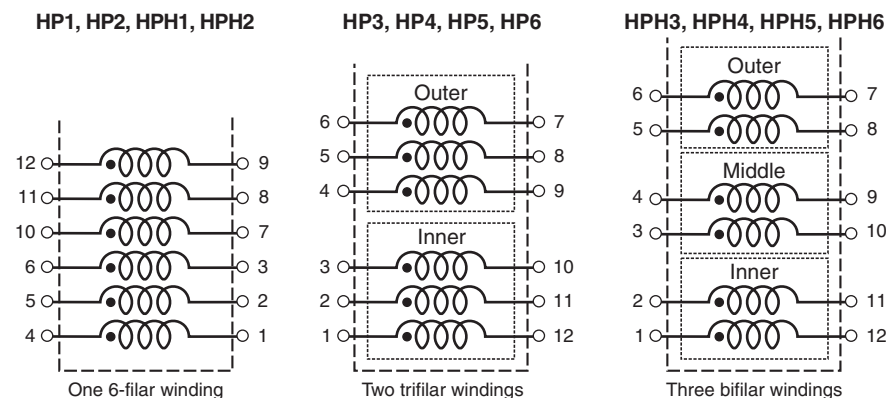 HP1, HP2, HPH1, HPH2
12 9
11 8
10 7
6 3
5 2
4 1
One 6-filar winding
HP3, HP4, HP5, HP6
Outer
6 7
5 8
4 9
Inner
3 10
2 11
1 12
Two trifilar windings
HPH3, HPH4, HPH5, HPH6
Outer
6 7
5 8
Middle
4 9
3 10
Inner
2 11
1 12
Three bifilar windings